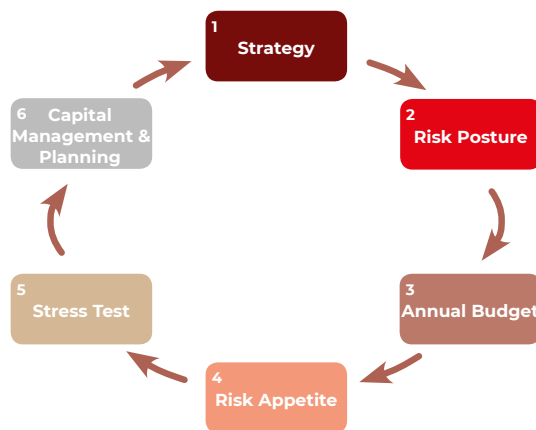 1
Strategy
2
Risk Posture
3
Annual Budget
4
Risk Appetite
5
Stress Test
6
Capital
Management &
Planning